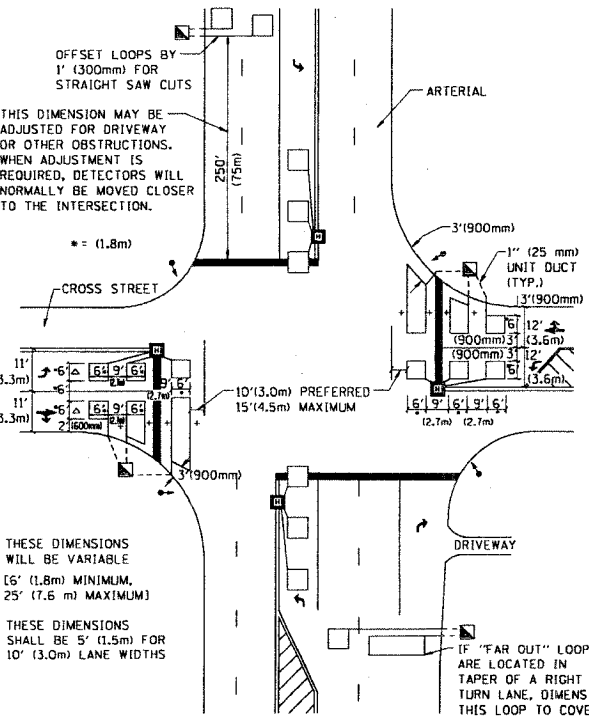 OFFSET LOOPS BY
1' (300mm) FOR
STRAIGHT SAW CUTS
ARTERIAL
THIS DIMENSION MAY BE
ADJUSTED FOR DRIVEWAY
OR OTHER OBSTRUCTIONS.
WHEN ADJUSTMENT IS
REQUIRED, DETECTORS WILL
NORMALLY BE MOVED CLOSER
TO THE INTERSECTION.
250'
(75m)
* = (1.8m)
H
3'(900mm)
1" (25 mm)
UNIT DUCT
(TYP.)
3'(900mm)
CROSS STREET
6'
12'
(3.6m)
(900mm) 3'
(900mm) 3'
12'
(3.6m)
6'
H
6' 9' 6' 9' 6'
(2.7m) (2.7m)
H
11'
3.3m)
*6'
6' 9' 6'
(2.1m)
9' 6'
(2.7m)
*6'
11'
3.3m)
*6'
6' 9' 6'
(2.1m)
2'
(600mm)
10'(3.0m) PREFERRED
15'(4.5m) MAXIMUM
3'(900mm)
H
THESE DIMENSIONS
WILL BE VARIABLE
[6' (1.8m) MINIMUM,
25' (7.6 m) MAXIMUM]
DRIVEWAY
THESE DIMENSIONS
SHALL BE 5' (1.5m) FOR
10' (3.0m) LANE WIDTHS
IF "FAR OUT" LOOP
ARE LOCATED IN
TAPER OF A RIGHT
TURN LANE, DIMENS
THIS LOOP TO COVE